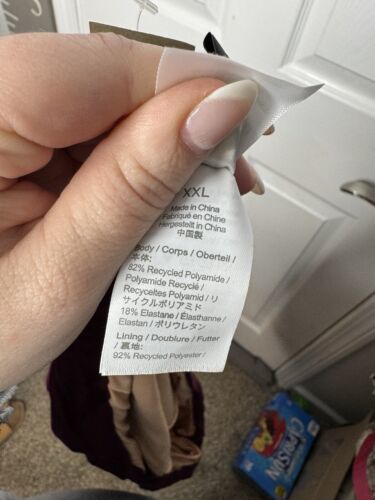 XXL
Made in China
Fabriqué en Chine
Hergestellt in China
中国製
Body / Corps / Oberteil /
本体:
82% Recycled Polyamide /
Polyamide Recyclé /
Recyceltes Polyamid / リ
サイクルポリアミド
18% Elastane / Élasthanne /
Elastan / ポリウレタン
Lining / Doublure / Futter
/ 裏地:
92% Recycled Polyester /
CAPRI SUN